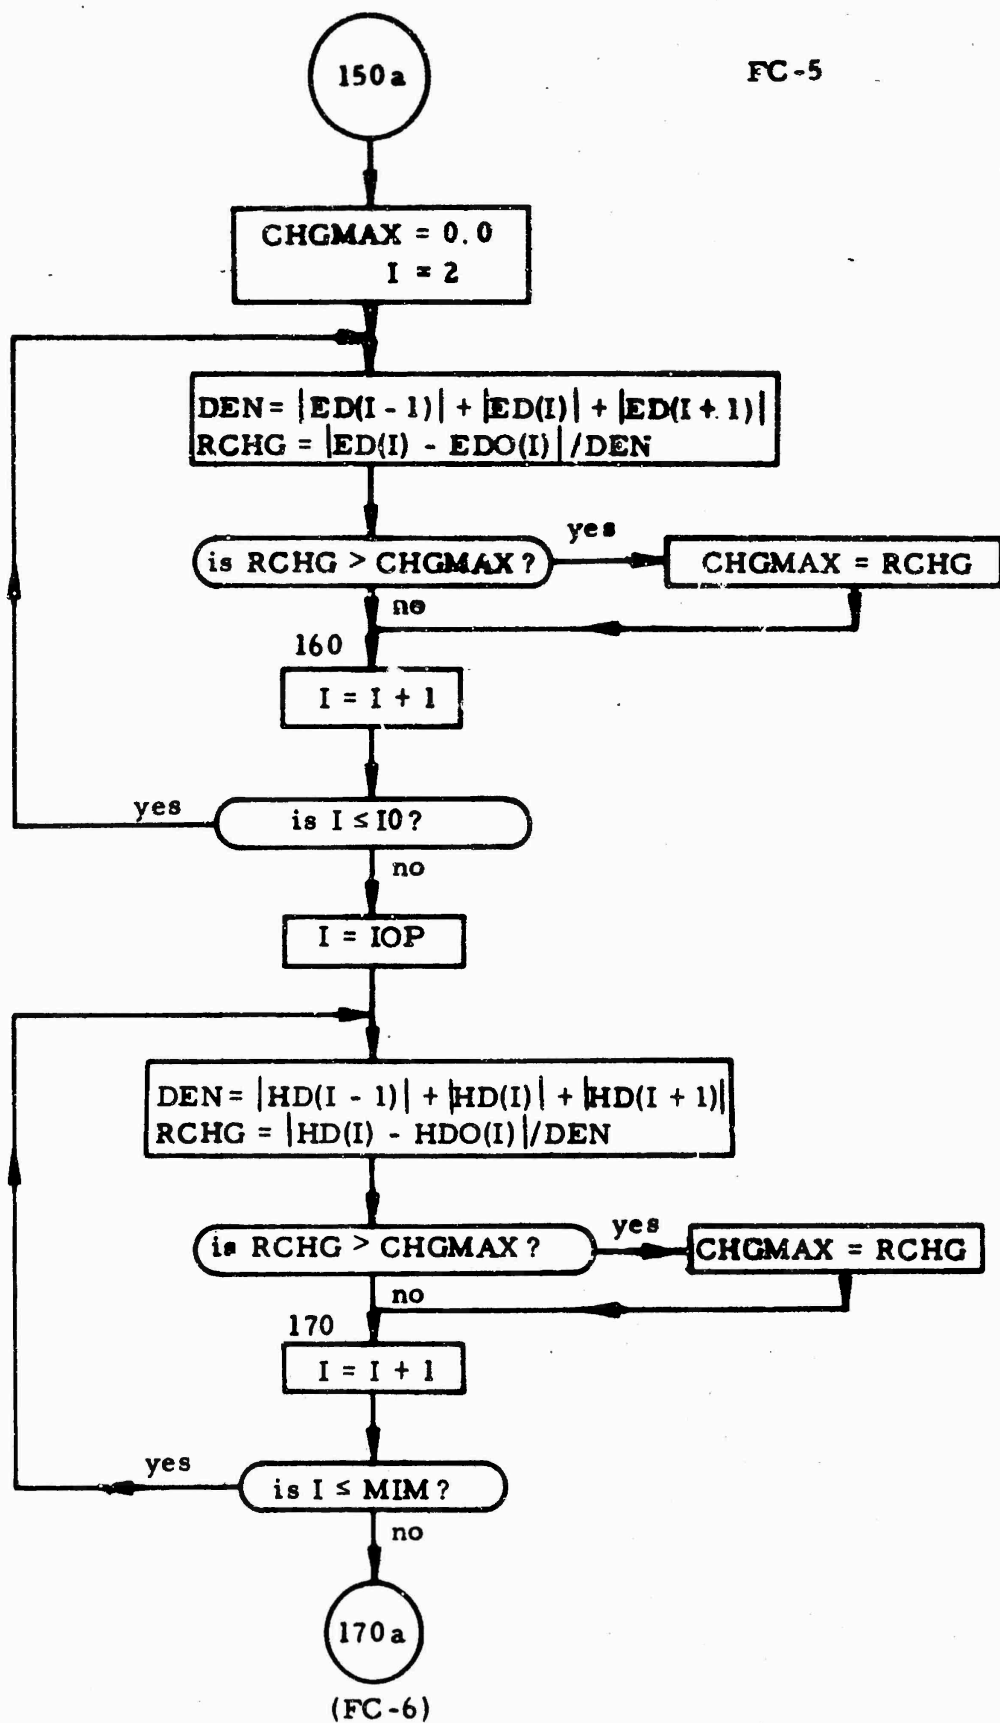 150a
FC-5
CHGMAX = 0.0
I = 2
DEN = |ED(I - 1)| + |ED(I)| + |ED(I + 1)|
RCHG = |ED(I) - EDO(I)|/DEN
is RCHG > CHGMAX?
yes
CHGMAX = RCHG
no
160
I = I + 1
yes
is I ≤ I0?
no
I = IOP
DEN = |HD(I - 1)| + |HD(I)| + |HD(I + 1)|
RCHG = |HD(I) - HDO(I)|/DEN
is RCHG > CHGMAX?
yes
CHGMAX = RCHG
no
170
I = I + 1
yes
is I ≤ MIM?
no
170a
(FC-6)